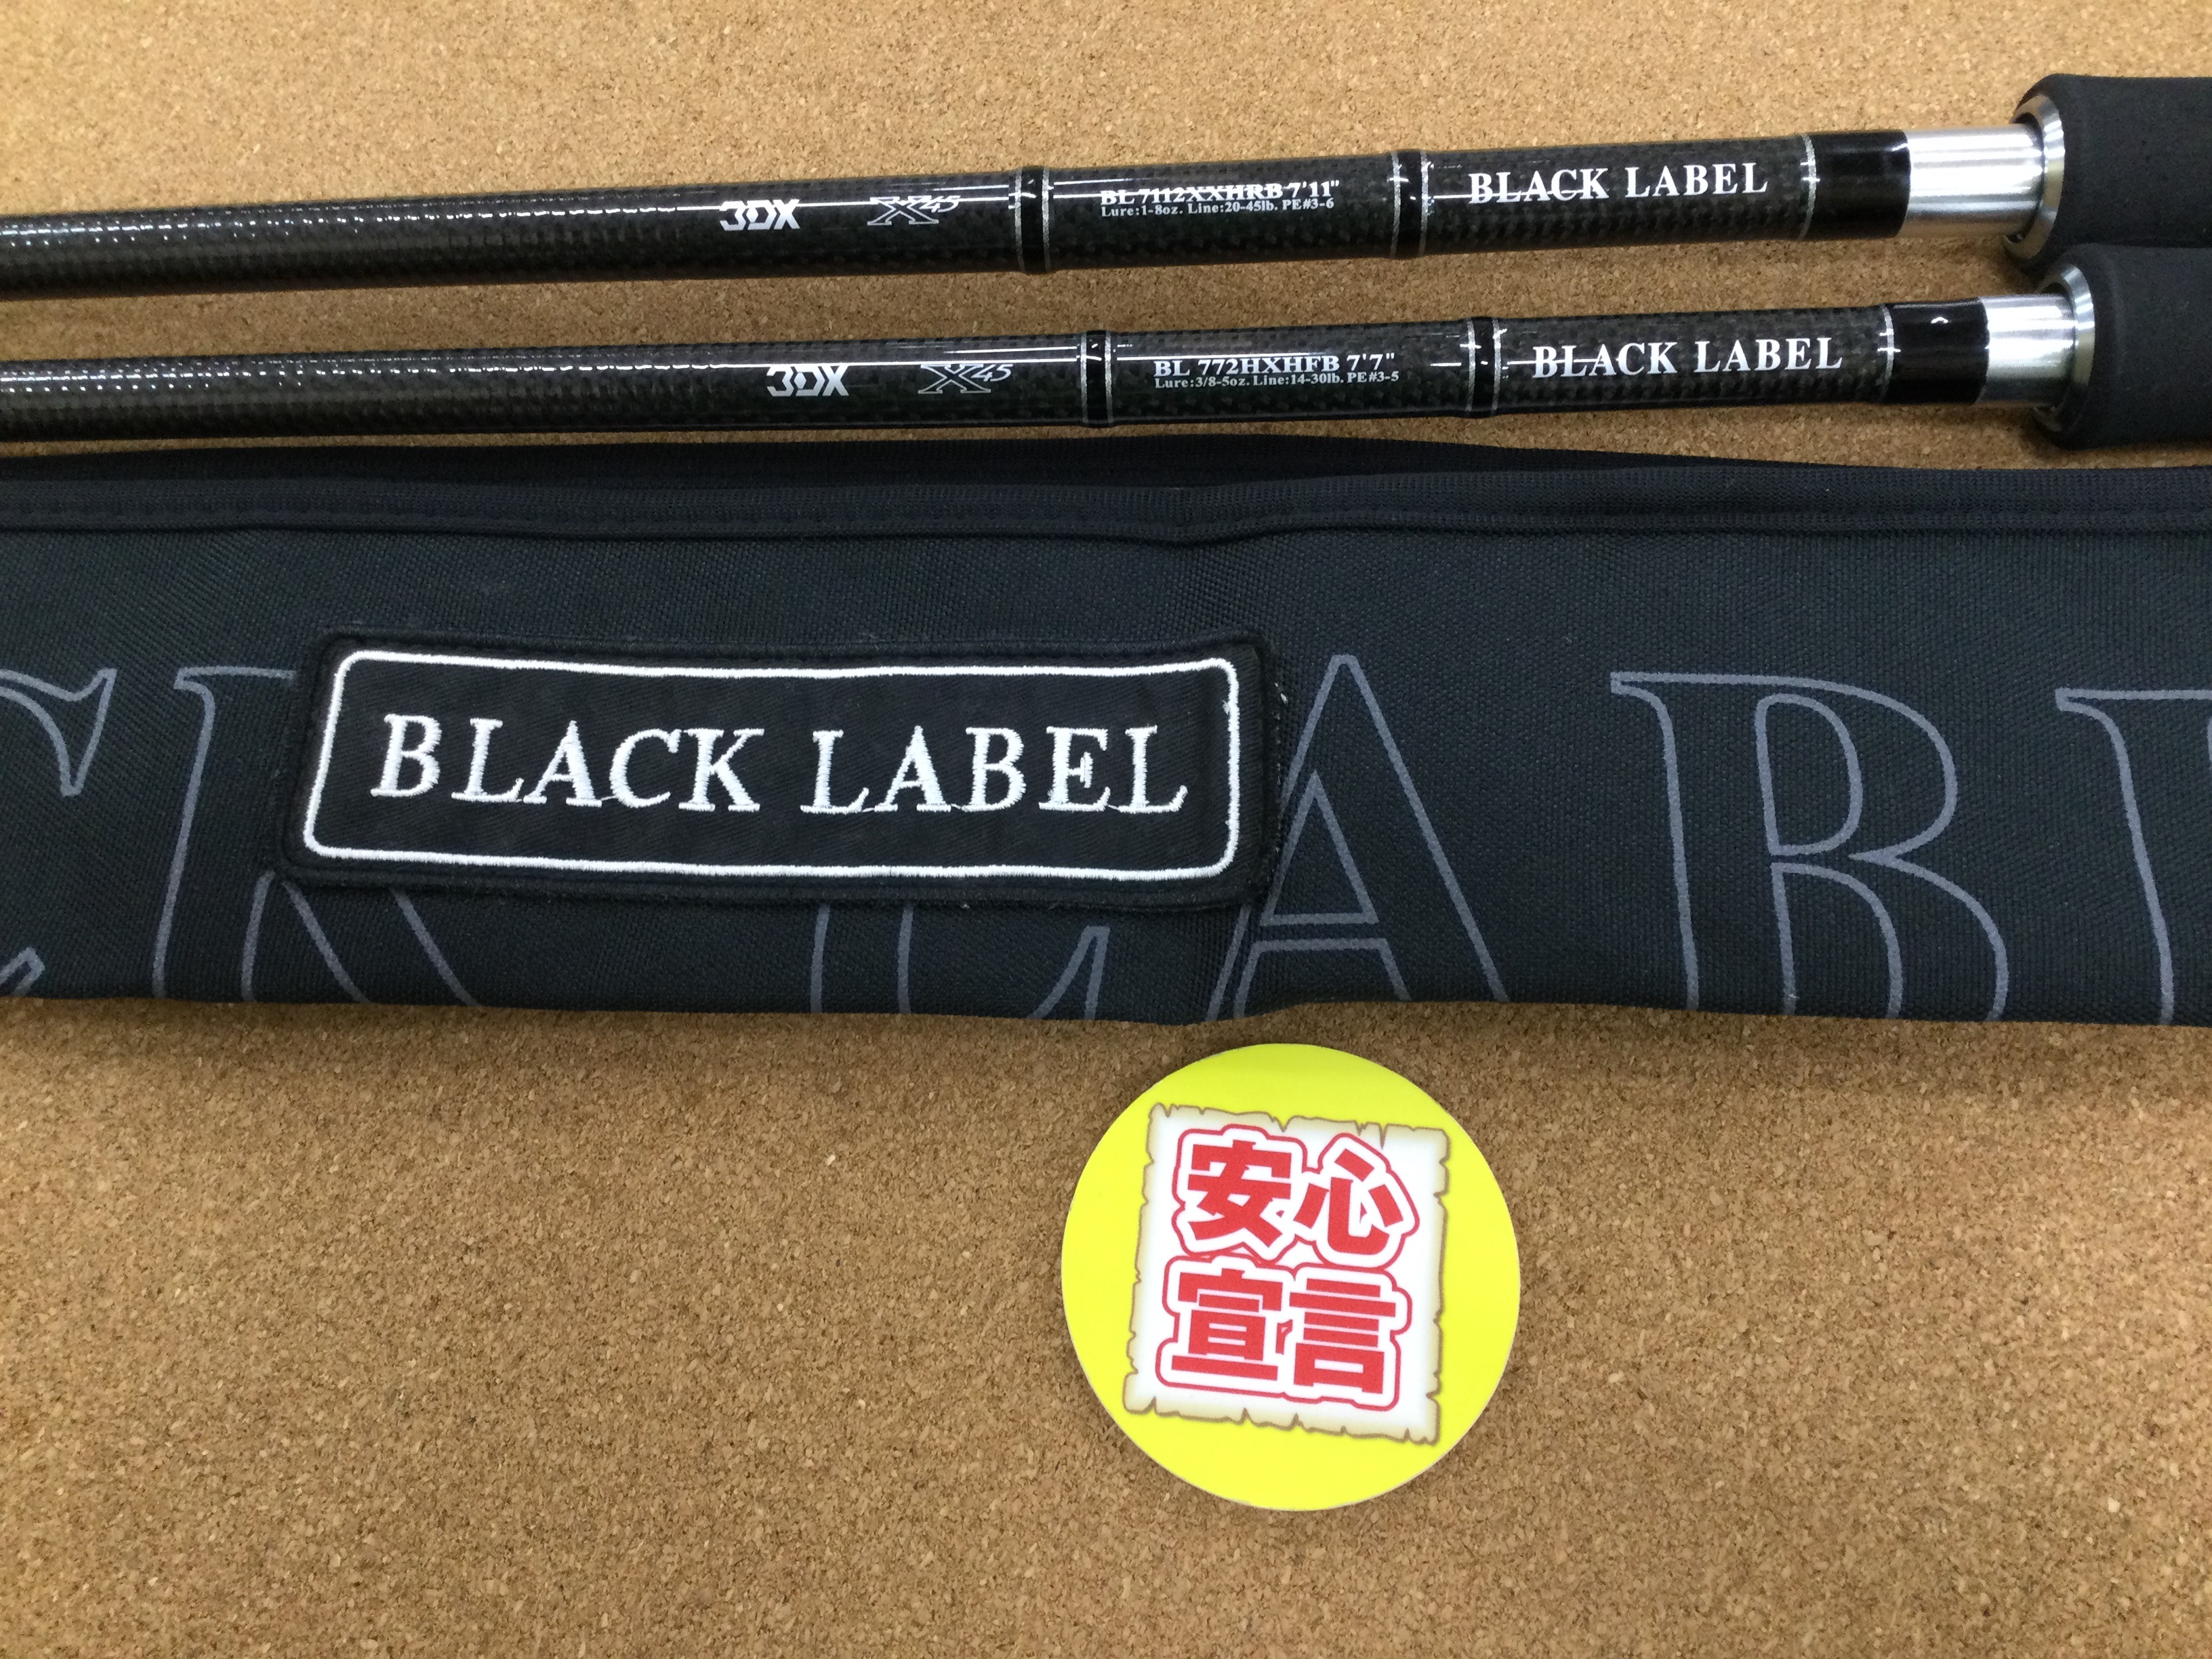 3DX X45 BL 7112XXHRB 7'11" BLACK LABEL
Lure:1-8oz. Line:20-45lb. PE#3-6
3DX X45 BL 772HXHFB 7'7" BLACK LABEL
Lure:3/8-5oz. Line:14-30lb. PE#3-5
BLACK LABEL
CK LABE
安心
宣言